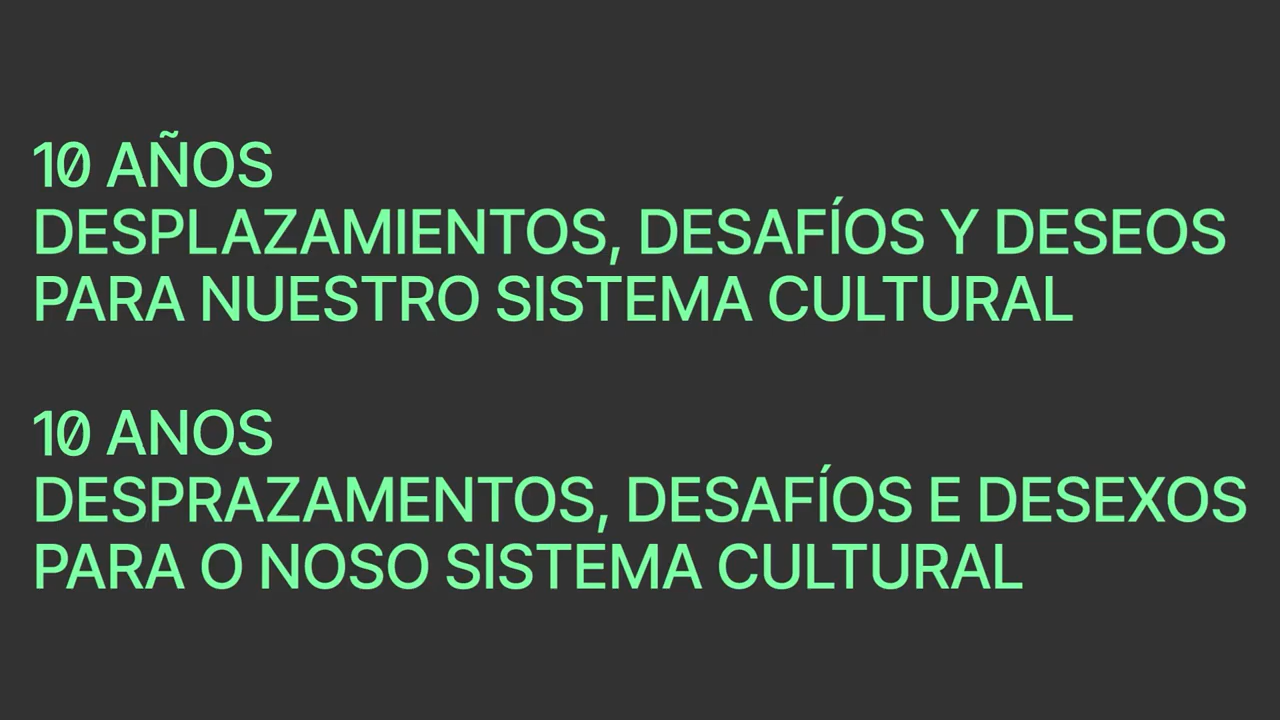 10 AÑOS
DESPLAZAMIENTOS, DESAFÍOS Y DESEOS
PARA NUESTRO SISTEMA CULTURAL
10 ANOS
DESPRAZAMENTOS, DESAFÍOS E DESEXOS
PARA O NOSO SISTEMA CULTURAL